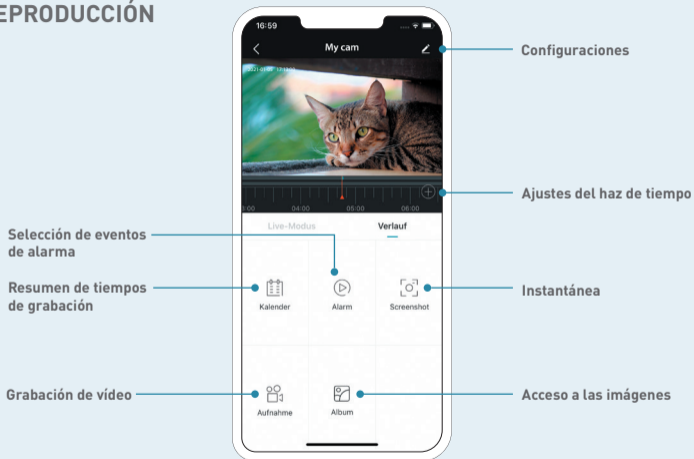 EPRODUCCIÓN
16:59
My cam
Configuraciones
Ajustes del haz de tiempo
04:00 05:00 06:00
Live-Modus Verlauf
Selección de eventos
de alarma
Resumen de tiempos
de grabación
Kalender Alarm Screenshot
Instantánea
Grabación de vídeo
Aufnahme Album
Acceso a las imágenes